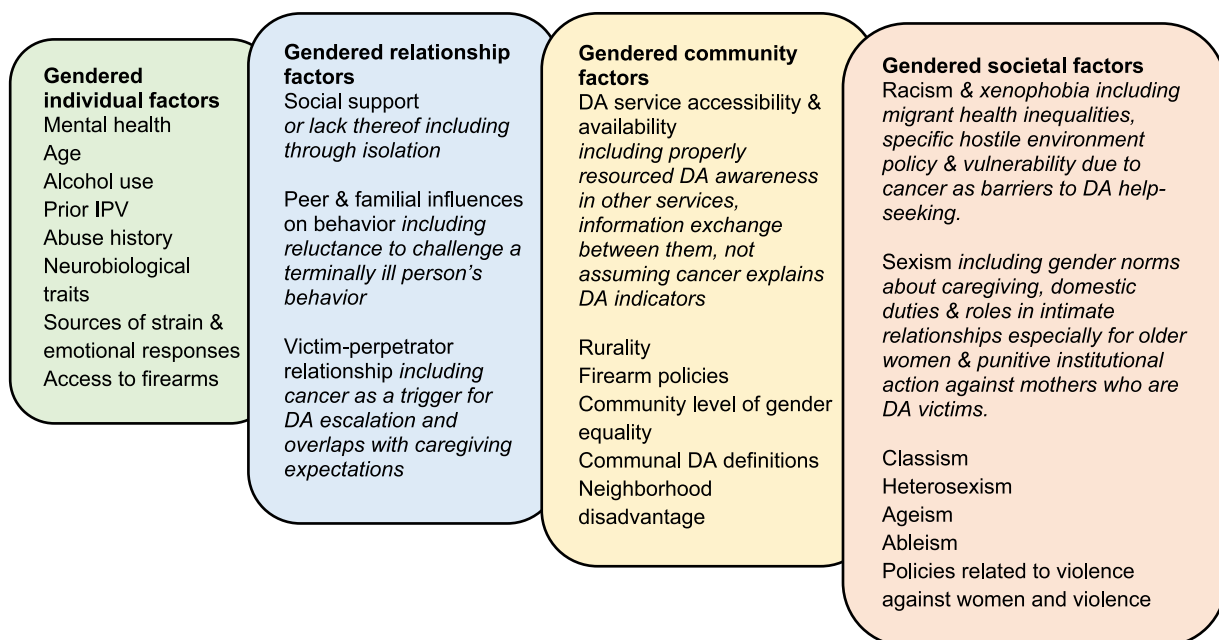 Gendered
individual factors
Mental health
Age
Alcohol use
Prior IPV
Abuse history
Neurobiological
traits
Sources of strain &
emotional responses
Access to firearms
Gendered relationship
factors
Social support
or lack thereof including
through isolation
Peer & familial influences
on behavior including
reluctance to challenge a
terminally ill person's
behavior
Victim-perpetrator
relationship including
cancer as a trigger for
DA escalation and
overlaps with caregiving
expectations
Gendered community
factors
DA service accessibility &
availability
including properly
resourced DA awareness
in other services,
information exchange
between them, not
assuming cancer explains
DA indicators
Rurality
Firearm policies
Community level of gender
equality
Communal DA definitions
Neighborhood
disadvantage
Gendered societal factors
Racism & xenophobia including
migrant health inequalities,
specific hostile environment
policy & vulnerability due to
cancer as barriers to DA help-
seeking.
Sexism including gender norms
about caregiving, domestic
duties & roles in intimate
relationships especially for older
women & punitive institutional
action against mothers who are
DA victims.
Classism
Heterosexism
Ageism
Ableism
Policies related to violence
against women and violence